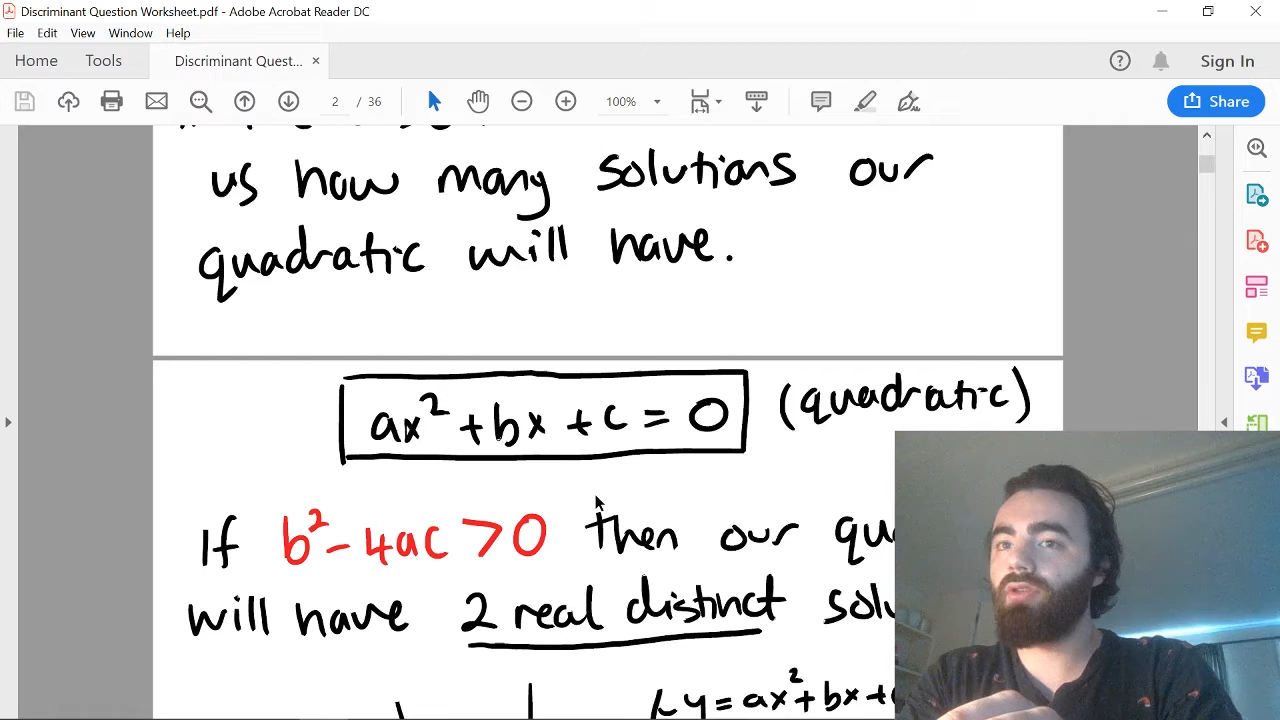 Discriminant Question Worksheet.pdf - Adobe Acrobat Reader DC
File Edit View Window Help
Home Tools Discriminant Quest... × Sign In
2 / 36 100% Share
us how many solutions our
quadratic will have.
ax² + bx + c = 0 (quadratic)
If b² - 4ac > 0 then our qu
will have 2 real distinct solu
y = ax² + bx +